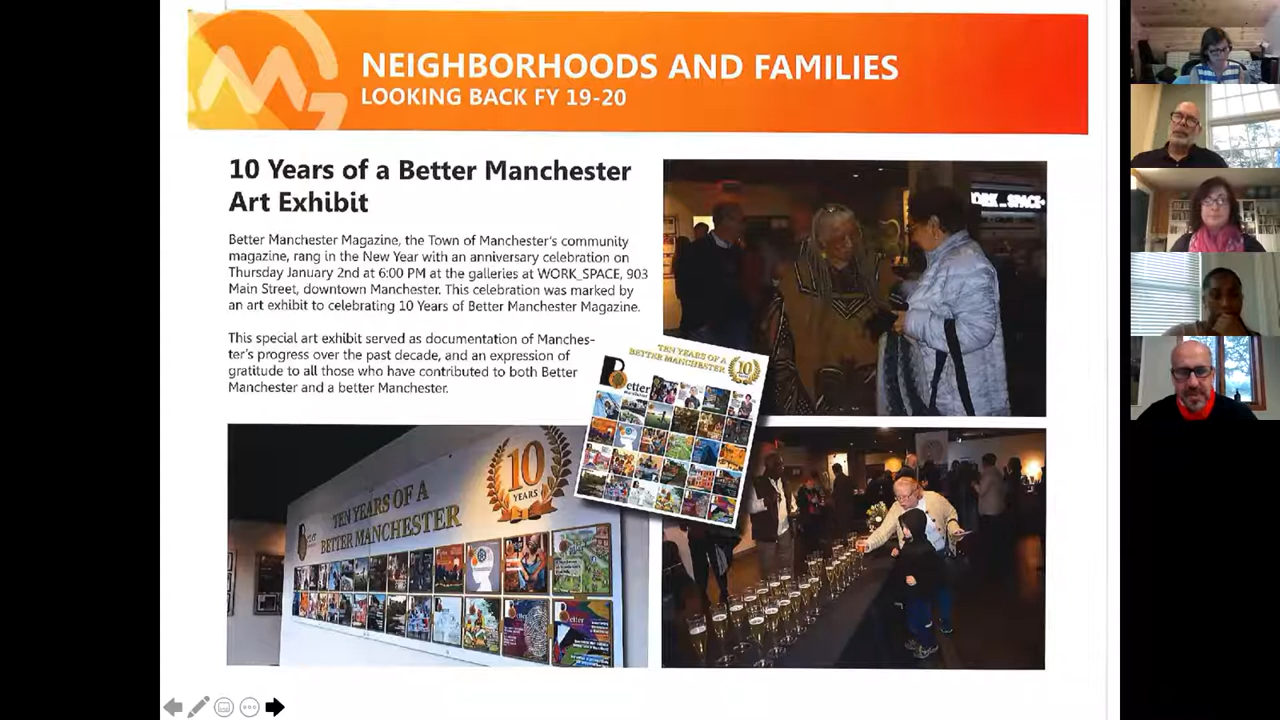 NEIGHBORHOODS AND FAMILIES
LOOKING BACK FY 19-20
10 Years of a Better Manchester
Art Exhibit
Better Manchester Magazine, the Town of Manchester's community
magazine, rang in the New Year with an anniversary celebration on
Thursday January 2nd at 6:00 PM at the galleries at WORK_SPACE, 903
Main Street, downtown Manchester. This celebration was marked by
an art exhibit to celebrating 10 Years of Better Manchester Magazine.
This special art exhibit served as documentation of Manches-
ter's progress over the past decade, and an expression of
gratitude to all those who have contributed to both Better
Manchester and a better Manchester.
WORK_SPACE
TEN YEARS OF A
BETTER MANCHESTER
10
Better
10
YEARS
TEN YEARS OF A
BETTER MANCHESTER
Better
Better